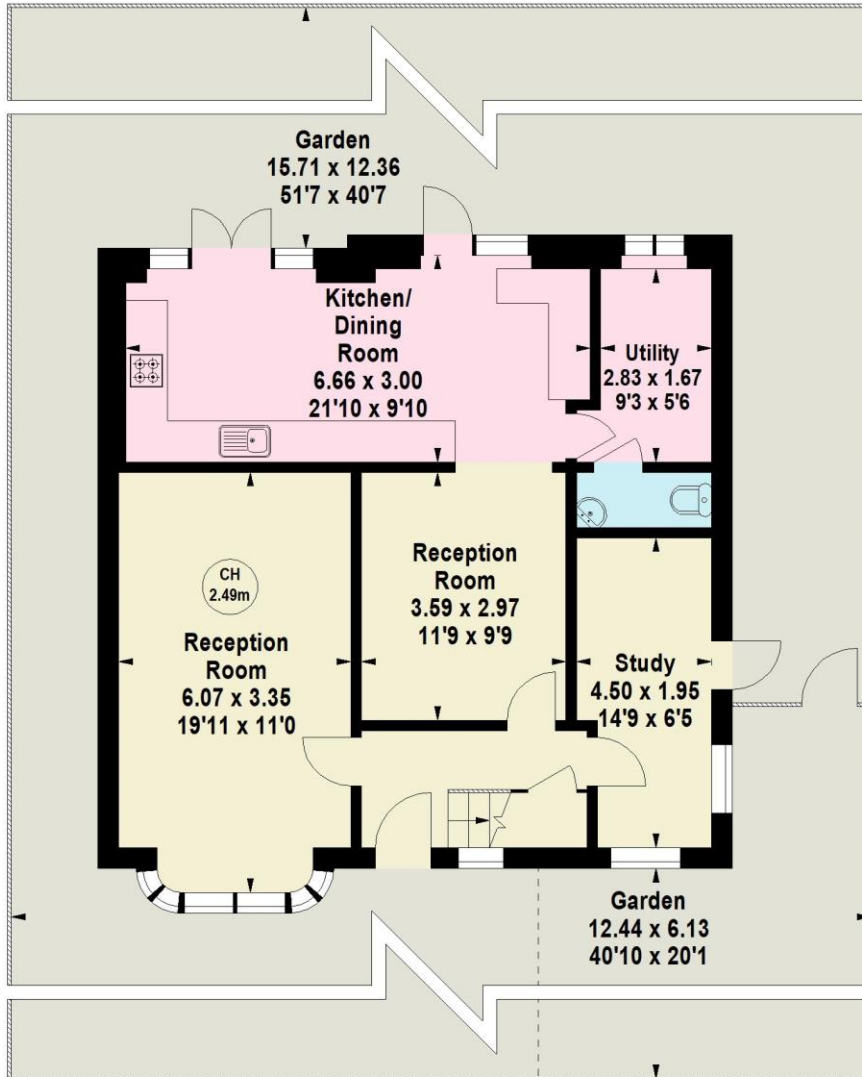 Garden
15.71 x 12.36
51'7 x 40'7
Kitchen/
Dining
Room
6.66 x 3.00
21'10 x 9'10
Utility
2.83 x 1.67
9'3 x 5'6
CH
2.49m
Reception
Room
6.07 x 3.35
19'11 x 11'0
Reception
Room
3.59 x 2.97
11'9 x 9'9
Study
4.50 x 1.95
14'9 x 6'5
Garden
12.44 x 6.13
40'10 x 20'1